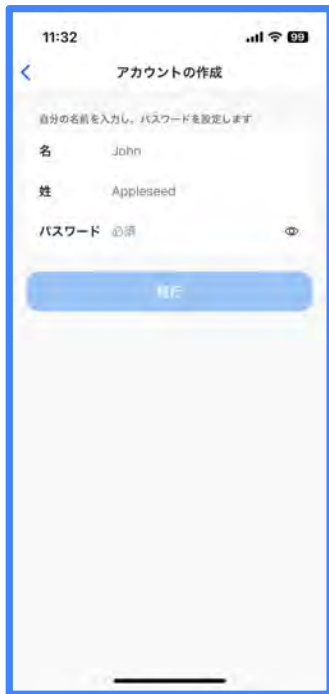 11:32
99
アカウントの作成
自分の名前を入力し、パスワードを設定します
名 John
姓 Appleseed
パスワード 必須